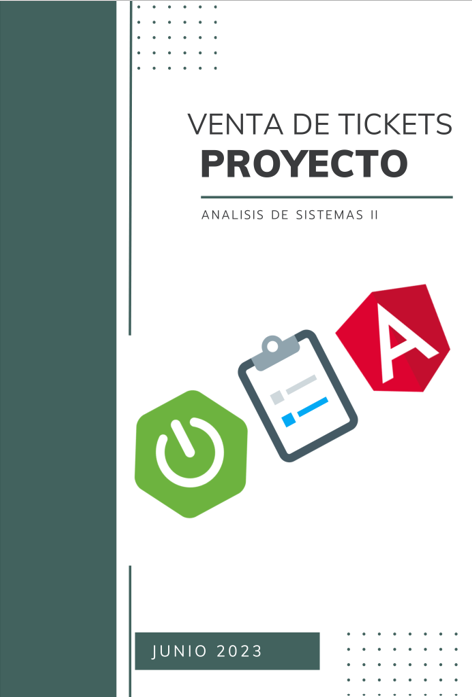 VENTA DE TICKETS
PROYECTO
ANALISIS DE SISTEMAS II
A
JUNIO 2023